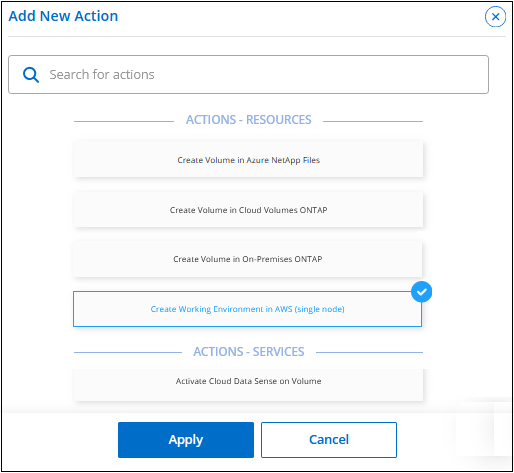 Add New Action
Search for actions
ACTIONS - RESOURCES
Create Volume in Azure NetApp Files
Create Volume in Cloud Volumes ONTAP
Create Volume in On-Premises ONTAP
Create Working Environment in AWS (single node)
ACTIONS - SERVICES
Activate Cloud Data Sense on Volume
Apply
Cancel